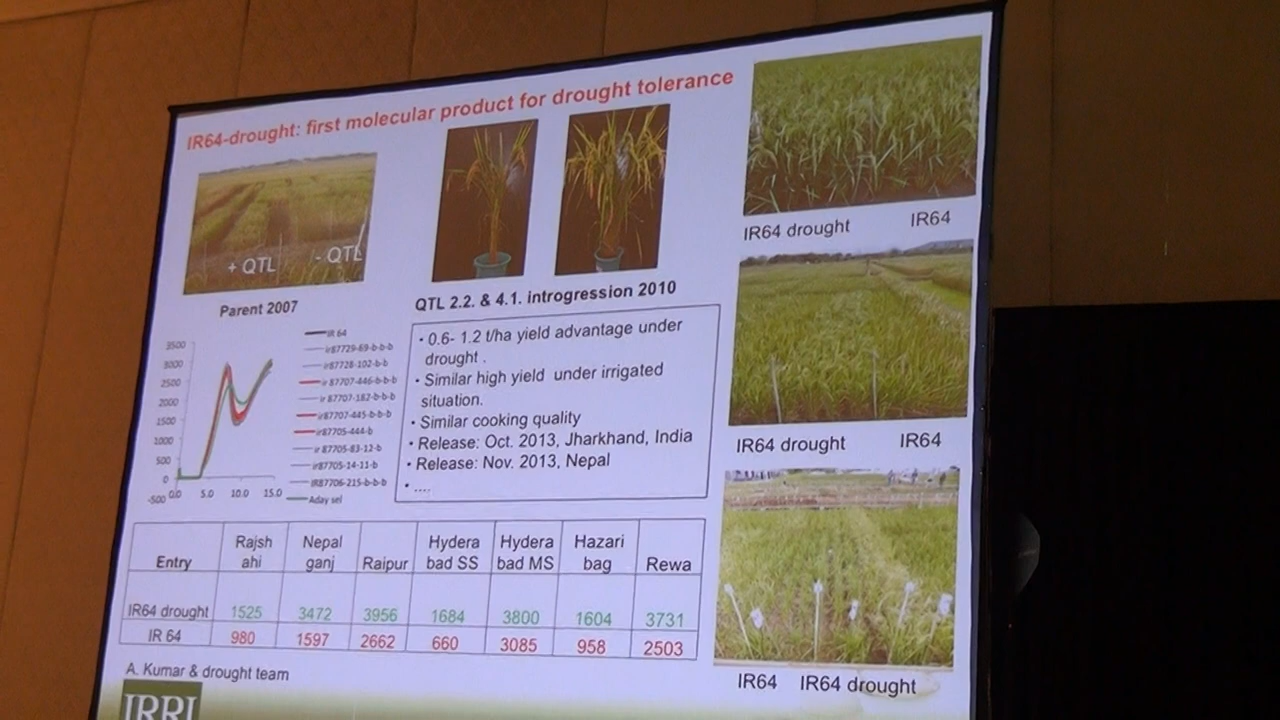 IR64-drought: first molecular product for drought tolerance
+ QTL
- QTL
Parent 2007
QTL 2.2. & 4.1. introgression 2010
IR64 drought
IR64
3500
3000
2500
2000
1500
1000
500
0
-500
0.0
5.0
10.0
15.0
IR 64
ir87729-69-b-b-b
ir87728-102-b-b
ir 87707-446-b-b-b
ir 87707-182-b-b-b
ir87707-445-b-b-b
ir87705-444-b
ir 87705-83-12-b
ir87705-14-11-b
IR87706-215-b-b-b
Aday sel
• 0.6- 1.2 t/ha yield advantage under
drought .
• Similar high yield under irrigated
situation.
• Similar cooking quality
• Release: Oct. 2013, Jharkhand, India
• Release: Nov. 2013, Nepal
• ....
IR64 drought
IR64
Entry Rajsh ahi Nepal ganj Raipur Hydera bad SS Hydera bad MS Hazari bag Rewa
IR64 drought 1525 3472 3956 1684 3800 1604 3731
IR 64 980 1597 2662 660 3085 958 2503
IR64
IR64 drought
A. Kumar & drought team
IRRI